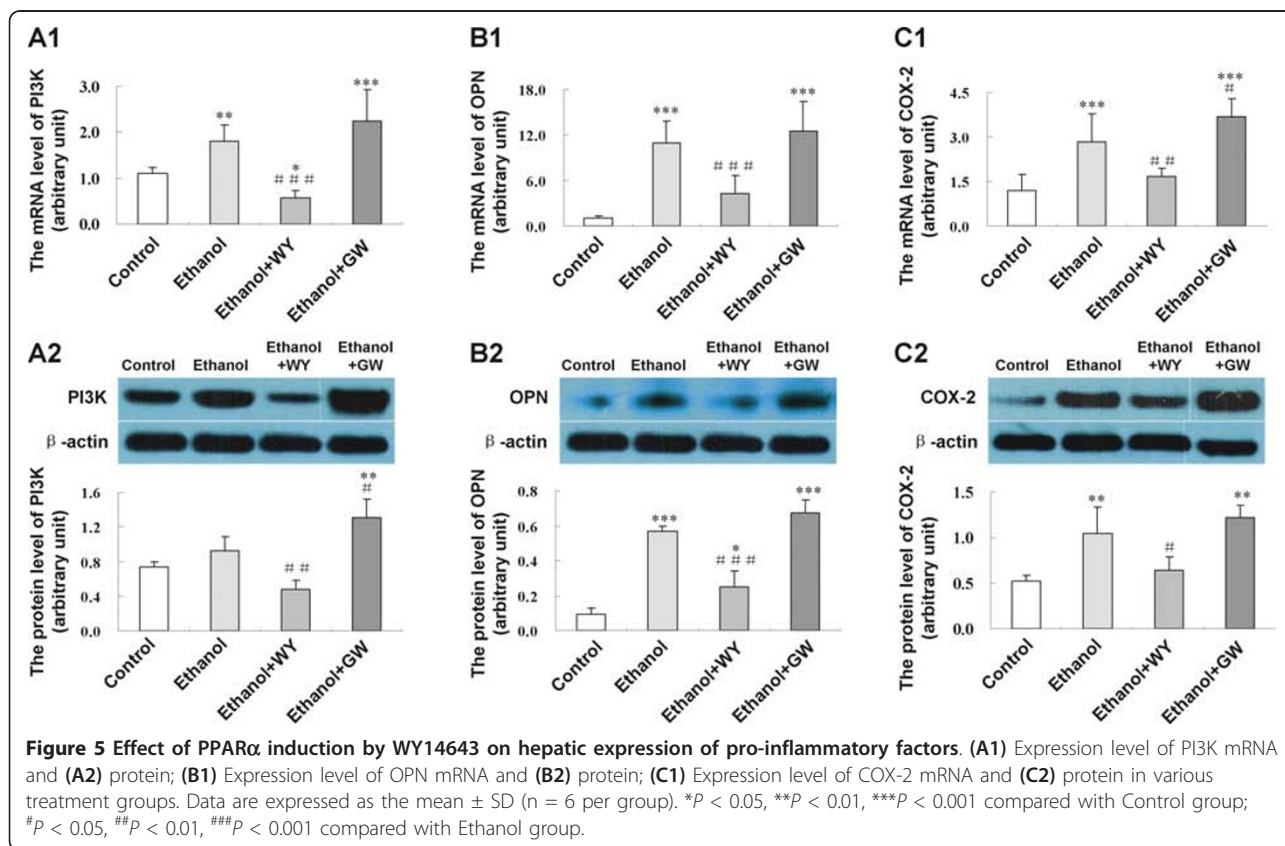 A1
The mRNA level of PI3K
(arbitrary unit)
3.0
2.0
1.0
0.0
**
*
# # #
***
Control
Ethanol
Ethanol+WY
Ethanol+GW
B1
The mRNA level of OPN
(arbitrary unit)
18.0
12.0
6.0
0.0
***
# # #
***
Control
Ethanol
Ethanol+WY
Ethanol+GW
C1
The mRNA level of COX-2
(arbitrary unit)
4.5
3.0
1.5
0.0
***
# #
***
#
Control
Ethanol
Ethanol+WY
Ethanol+GW
A2
Control
Ethanol
Ethanol
+WY
Ethanol
+GW
PI3K
β -actin
The protein level of PI3K
(arbitrary unit)
1.6
1.2
0.8
0.4
0.0
# #
**
#
Control
Ethanol
Ethanol+WY
Ethanol+GW
B2
Control
Ethanol
Ethanol
+WY
Ethanol
+GW
OPN
β -actin
The protein level of OPN
(arbitrary unit)
0.8
0.6
0.4
0.2
0.0
***
*
# # #
***
Control
Ethanol
Ethanol+WY
Ethanol+GW
C2
Control
Ethanol
Ethanol
+WY
Ethanol
+GW
COX-2
β -actin
The protein level of COX-2
(arbitrary unit)
1.5
1.0
0.5
0.0
**
#
**
Control
Ethanol
Ethanol+WY
Ethanol+GW
Figure 5 Effect of PPARα induction by WY14643 on hepatic expression of pro-inflammatory factors. (A1) Expression level of PI3K mRNA
and (A2) protein; (B1) Expression level of OPN mRNA and (B2) protein; (C1) Expression level of COX-2 mRNA and (C2) protein in various
treatment groups. Data are expressed as the mean ± SD (n = 6 per group). *P < 0.05, **P < 0.01, ***P < 0.001 compared with Control group;
#P < 0.05, ##P < 0.01, ###P < 0.001 compared with Ethanol group.